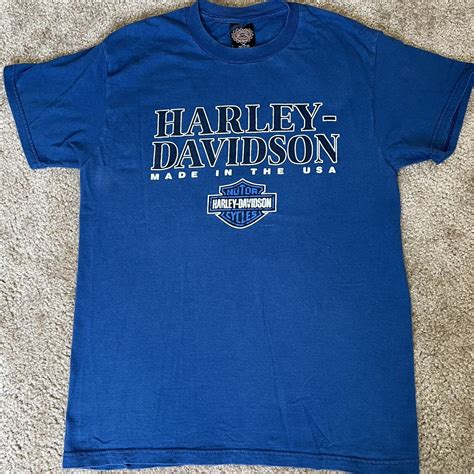 HARLEY-
DAVIDSON
MADE IN THE USA
MOTOR
HARLEY-DAVIDSON
CYCLES